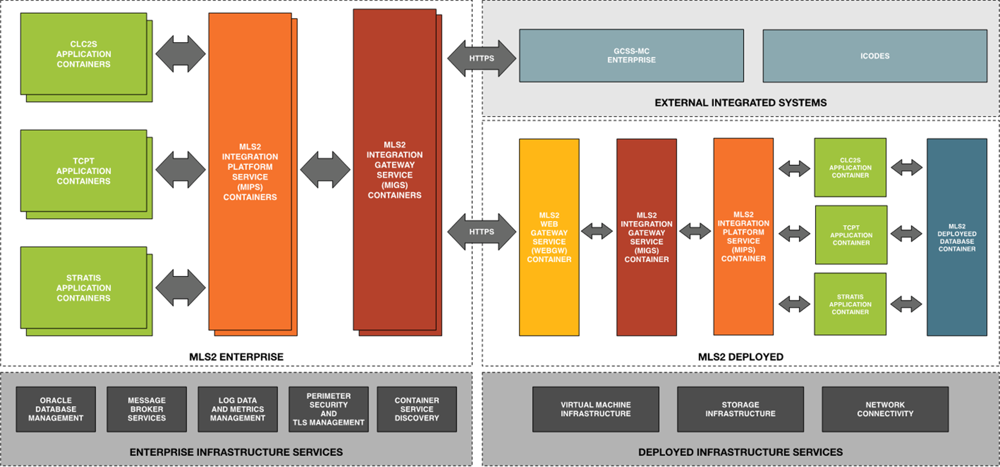 CLC2S
APPLICATION
CONTAINERS
TCPT
APPLICATION
CONTAINERS
STRATIS
APPLICATION
CONTAINERS
MLS2
INTEGRATION
PLATFORM
SERVICE
(MIPS)
CONTAINERS
MLS2
INTEGRATION
GATEWAY
SERVICE
(MIGS)
CONTAINERS
MLS2 ENTERPRISE
HTTPS
HTTPS
GCSS-MC
ENTERPRISE
ICODES
EXTERNAL INTEGRATED SYSTEMS
MLS2
WEB
GATEWAY
SERVICE
(WEBGW)
CONTAINER
MLS2
INTEGRATION
GATEWAY
SERVICE
(MIGS)
CONTAINER
MLS2
INTEGRATION
PLATFORM
SERVICE
(MIPS)
CONTAINER
CLC2S
APPLICATION
CONTAINER
TCPT
APPLICATION
CONTAINER
STRATIS
APPLICATION
CONTAINER
MLS2
DEPLOYEED
DATABASE
CONTAINER
MLS2 DEPLOYED
ORACLE
DATABASE
MANAGEMENT
MESSAGE
BROKER
SERVICES
LOG DATA
AND METRICS
MANAGEMENT
PERIMETER
SECURITY
AND
TLS MANAGEMENT
CONTAINER
SERVICE
DISCOVERY
ENTERPRISE INFRASTRUCTURE SERVICES
VIRTUAL MACHINE
INFRASTRUCTURE
STORAGE
INFRASTRUCTURE
NETWORK
CONNECTIVITY
DEPLOYED INFRASTRUCTURE SERVICES